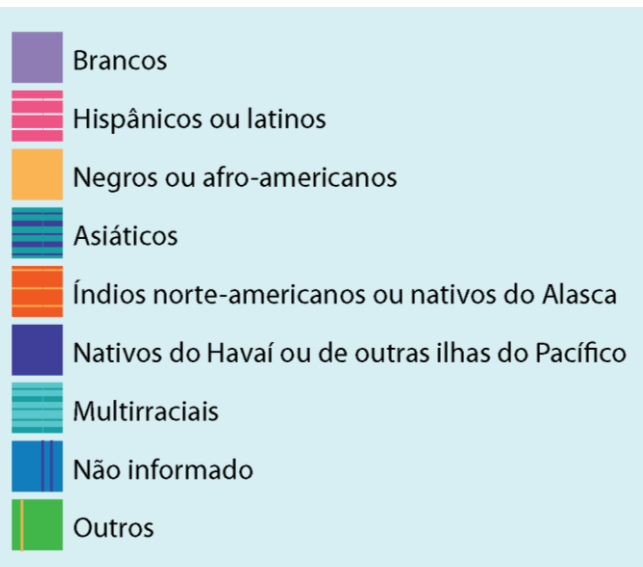 Brancos
Hispânicos ou latinos
Negros ou afro-americanos
Asiáticos
Índios norte-americanos ou nativos do Alasca
Nativos do Havaí ou de outras ilhas do Pacífico
Multirraciais
Não informado
Outros